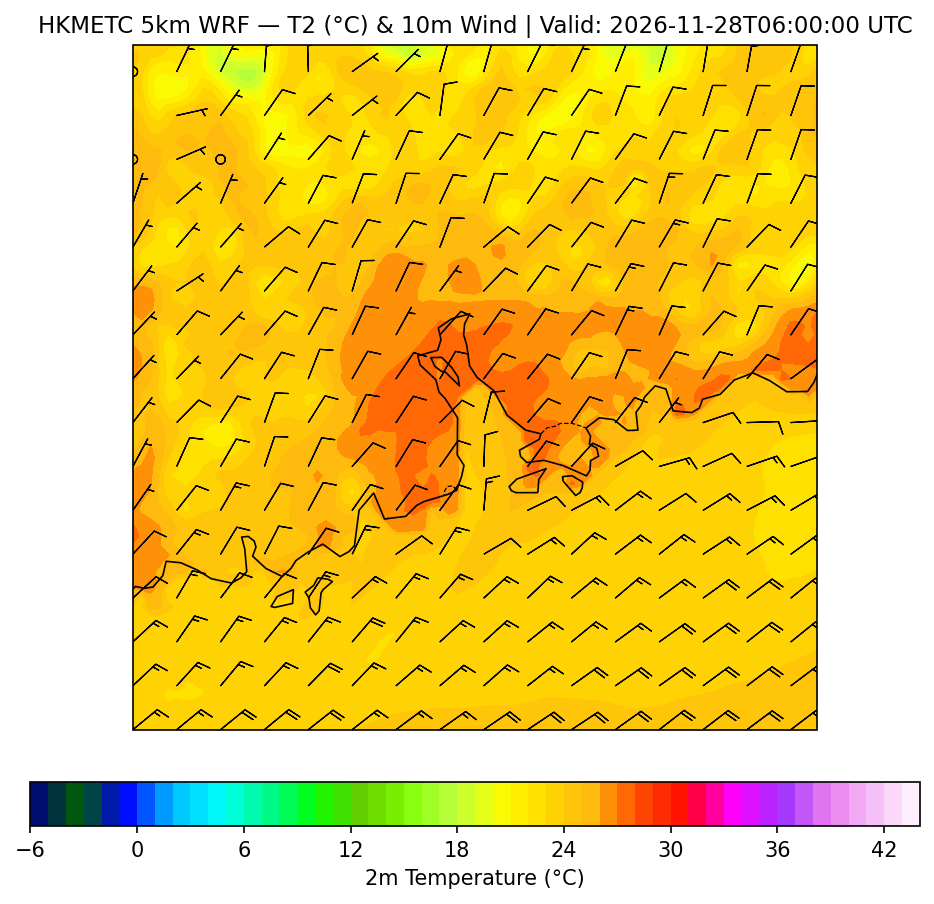 HKMETC 5km WRF — T2 (°C) & 10m Wind | Valid: 2026-11-28T06:00:00 UTC
−6 0 6 12 18 24 30 36 42
2m Temperature (°C)